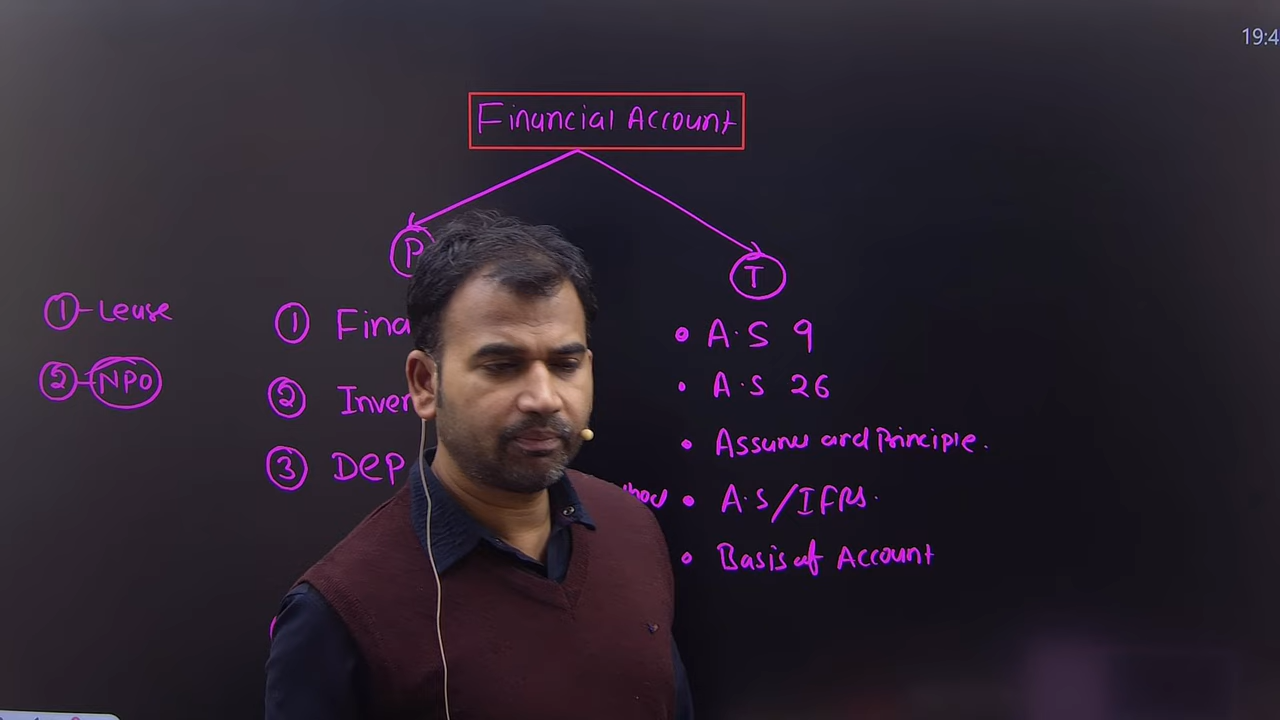 19:4
Financial Account
P
T
① Lease
② NPO
① Fina
② Inven
③ Dep
• A.S 9
• A.S 26
• Assume and Principle.
• A.S/IFRS.
• Basis of Account